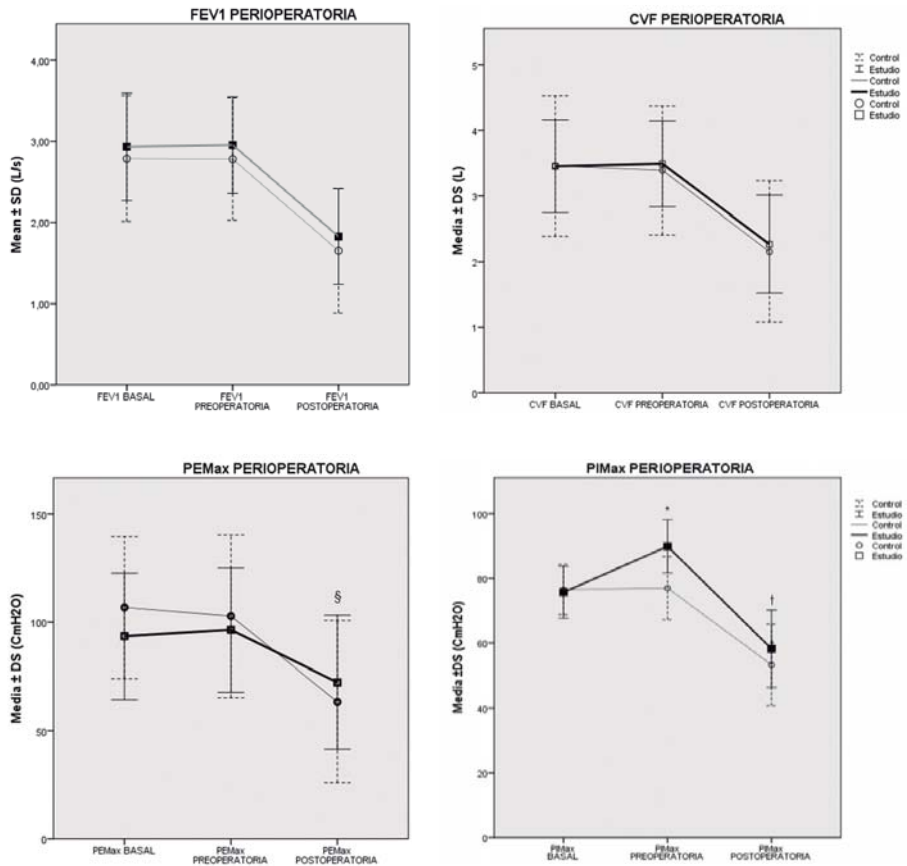 FEV1 PERIOPERATORIA
Mean ± SD (L/s)
4,00
3,00
2,00
1,00
0,00
FEV1 BASAL
FEV1
PREOPERATORIA
FEV1
POSTOPERATORIA
CVF PERIOPERATORIA
Media ± DS (L)
5
4
3
2
1
0
CVF BASAL
CVF PREOPERATORIA
CVF POSTOPERATORIA
Control
Estudio
Control
Estudio
Control
Estudio
PEMax PERIOPERATORIA
Media ± DS (CmH2O)
150
100
50
0
§
PEMax BASAL
PEMax
PREOPERATORIA
PEMax
POSTOPERATORIA
PIMax PERIOPERATORIA
Media ±DS (CmH2O)
100
80
60
40
20
0
*
†
PIMax
BASAL
PIMax
PREOPERATORIA
PIMax
POSTOPERATORIA
Control
Estudio
Control
Estudio
Control
Estudio